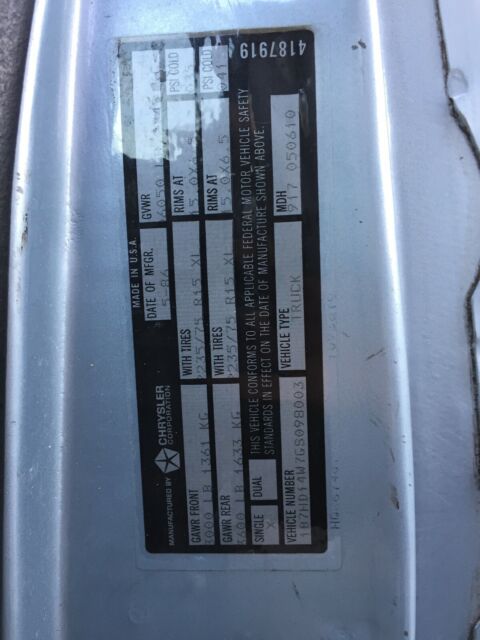 MANUFACTURED BY CHRYSLER CORPORATION MADE IN U.S.A. 4187919
DATE OF MFGR. GVWR
5-86 6050
GAWR FRONT WITH TIRES RIMS AT PSI COLD
3000 LB 1361 KG P235/75 R15 XL 15.0X6.5
GAWR REAR WITH TIRES RIMS AT PSI COLD
3600 LB 1633 KG P235/75 R15 XL 15.0X6.5 41
SINGLE DUAL THIS VEHICLE CONFORMS TO ALL APPLICABLE FEDERAL MOTOR VEHICLE SAFETY
X STANDARDS IN EFFECT ON THE DATE OF MANUFACTURE SHOWN ABOVE.
VEHICLE NUMBER VEHICLE TYPE MDH
1B7HD14W7GS098003 TRUCK 917 050610